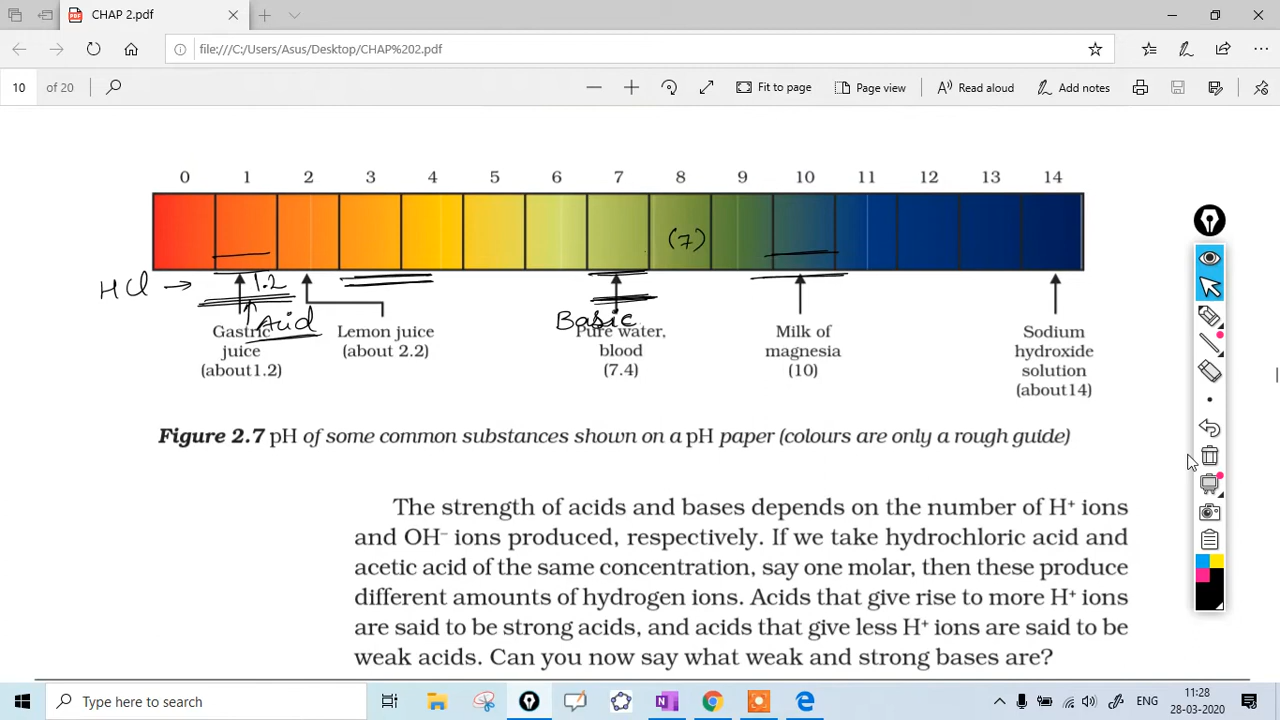 CHAP 2.pdf
file:///C:/Users/Asus/Desktop/CHAP%202.pdf
10 of 20
Fit to page
Page view
Read aloud
Add notes
0 1 2 3 4 5 6 7 8 9 10 11 12 13 14
(7)
HCl → 1.2
Acid
Basic
Gastric juice (about1.2)
Lemon juice (about 2.2)
Pure water, blood (7.4)
Milk of magnesia (10)
Sodium hydroxide solution (about14)
Figure 2.7 pH of some common substances shown on a pH paper (colours are only a rough guide)
The strength of acids and bases depends on the number of H⁺ ions
and OH⁻ ions produced, respectively. If we take hydrochloric acid and
acetic acid of the same concentration, say one molar, then these produce
different amounts of hydrogen ions. Acids that give rise to more H⁺ ions
are said to be strong acids, and acids that give less H⁺ ions are said to be
weak acids. Can you now say what weak and strong bases are?
Type here to search
ENG
11:28
28-03-2020